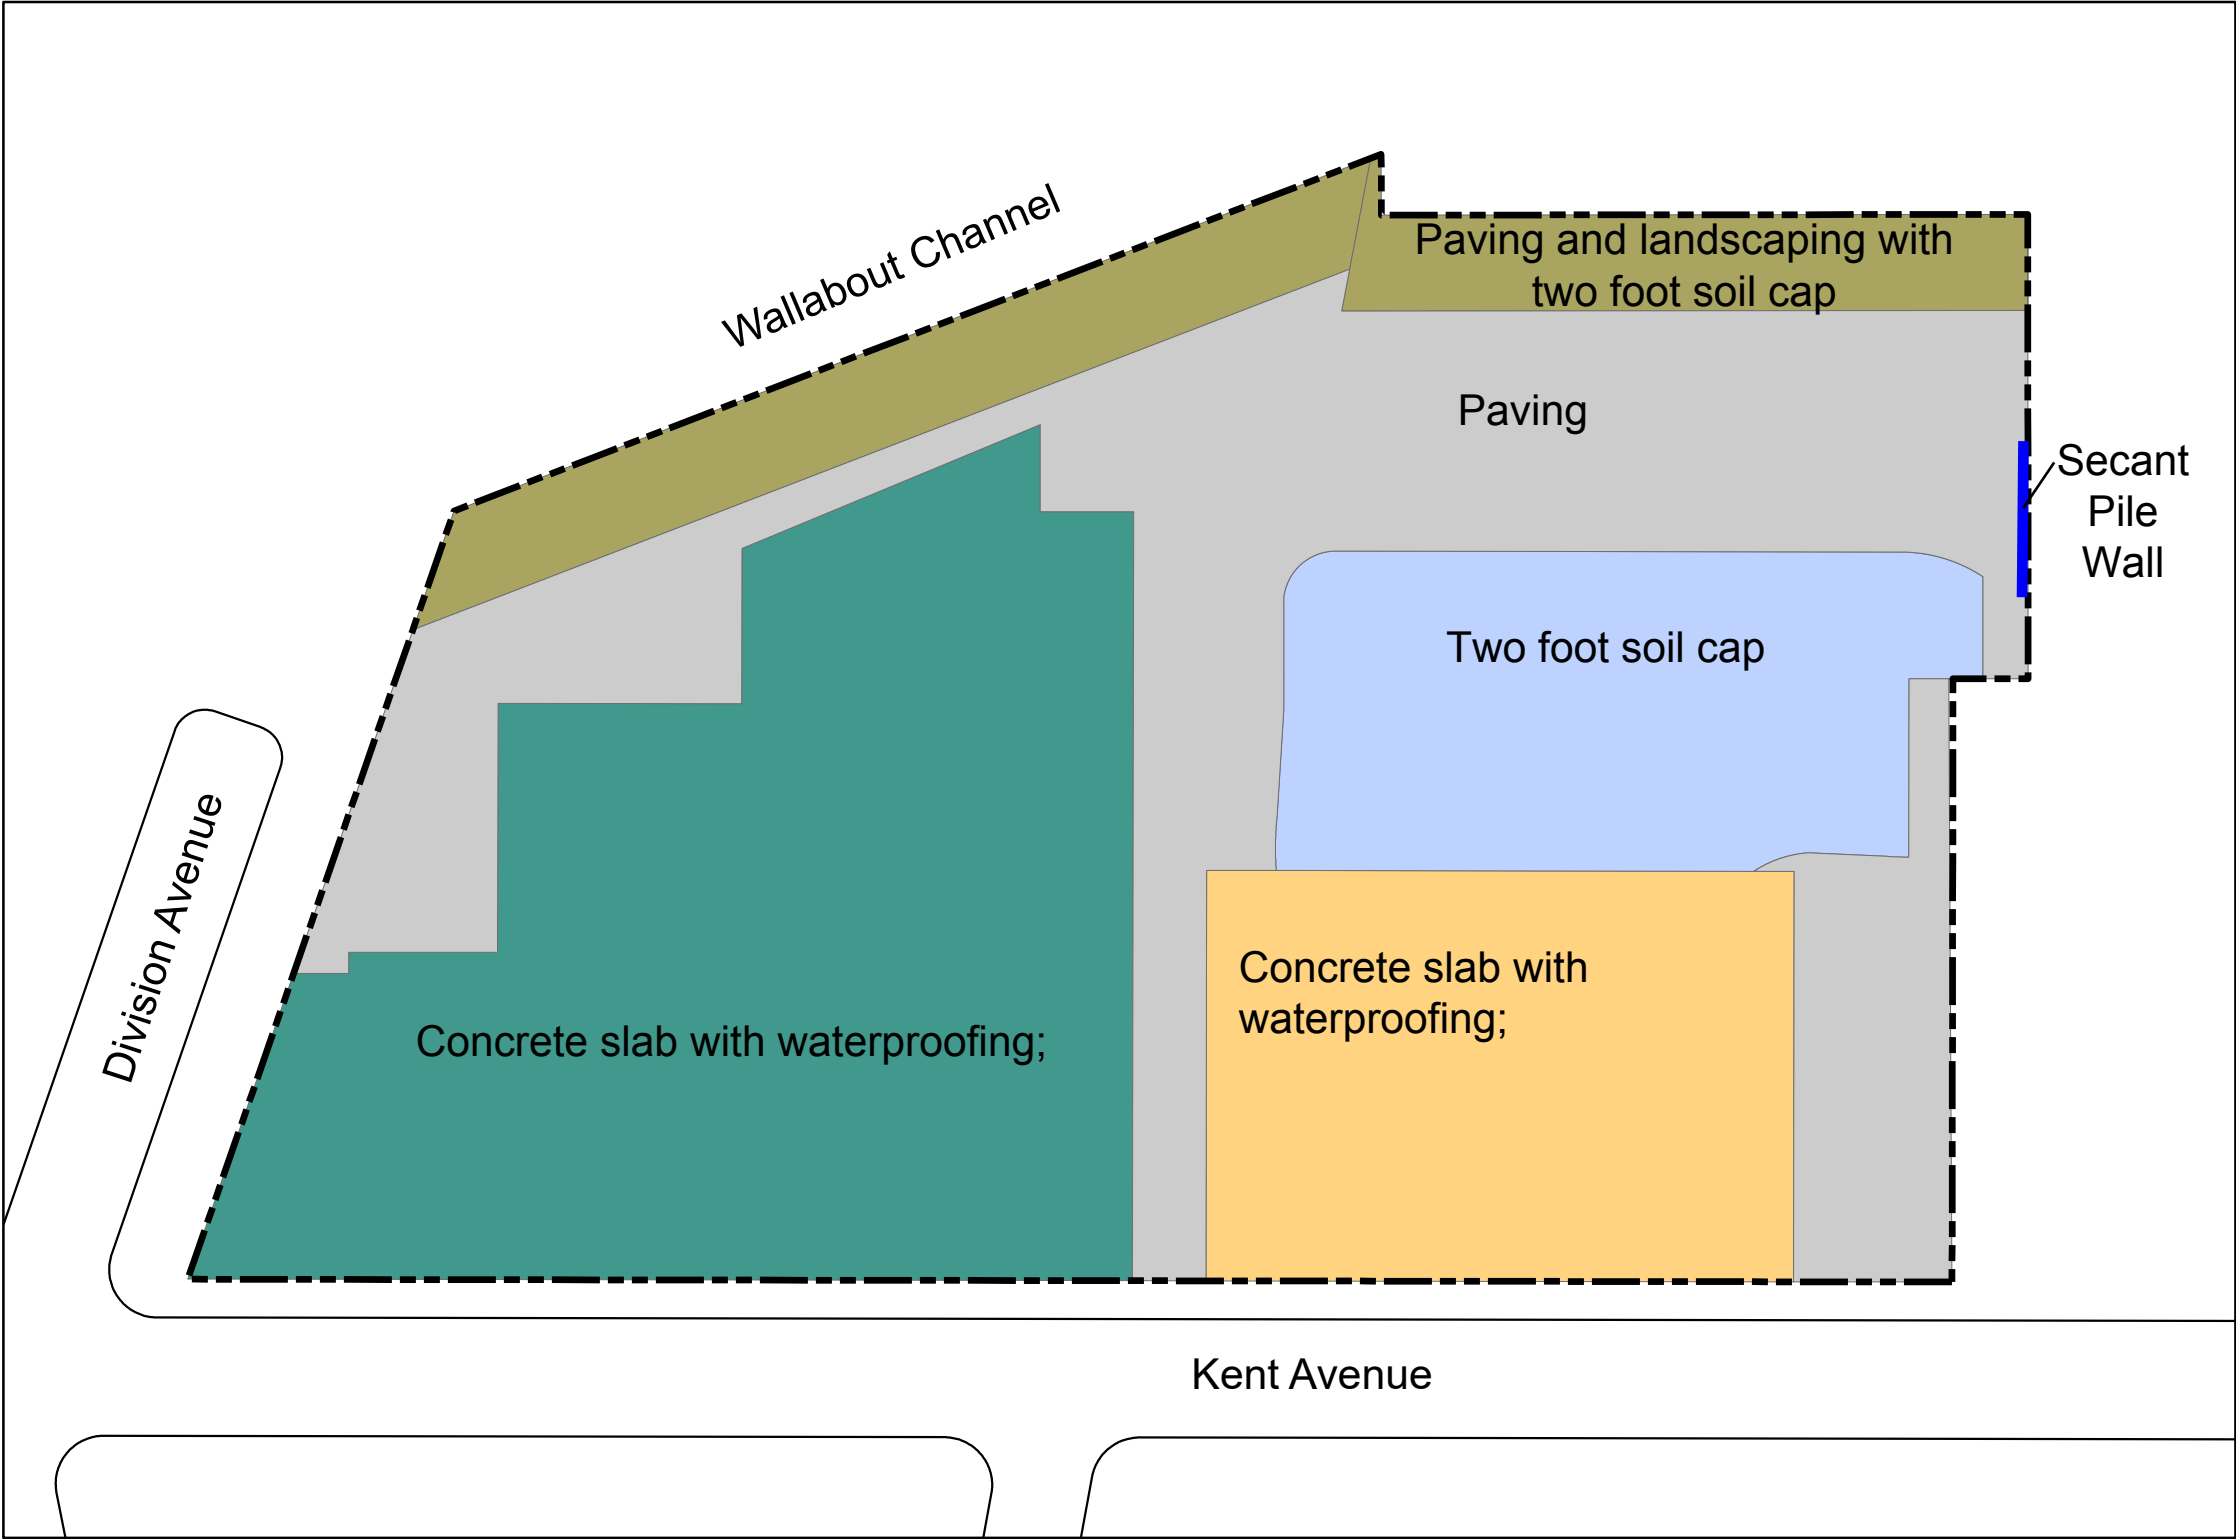 Wallabout Channel
Paving and landscaping with
two foot soil cap
Paving
Secant
Pile
Wall
Two foot soil cap
Division Avenue
Concrete slab with
waterproofing;
Concrete slab with waterproofing;
Kent Avenue